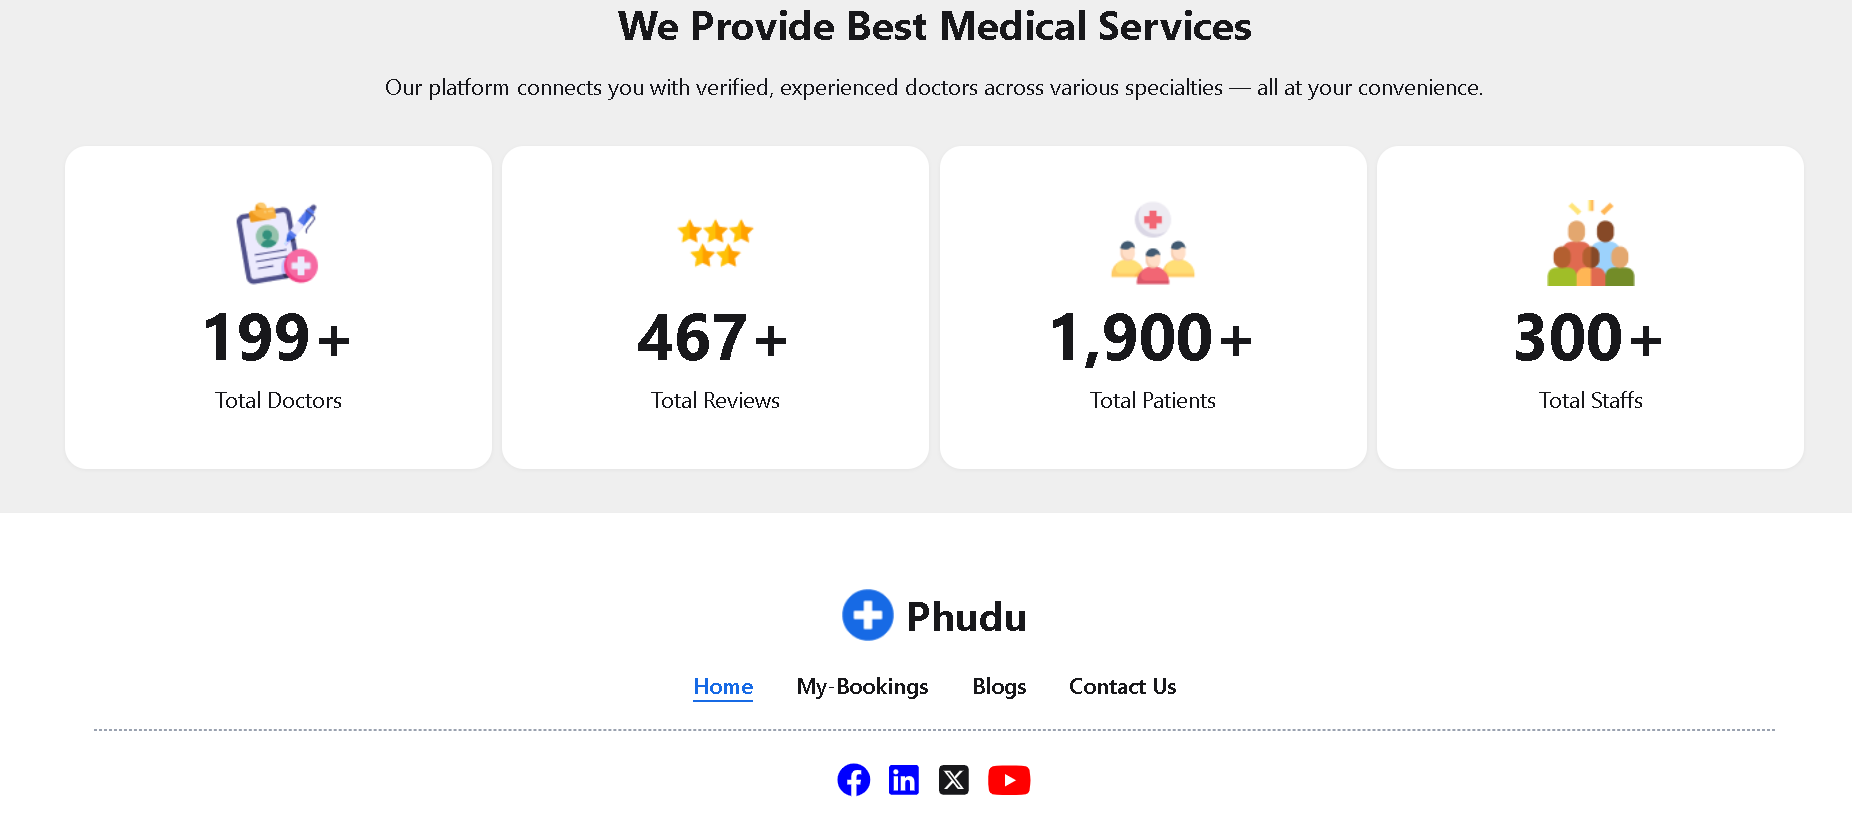 We Provide Best Medical Services
Our platform connects you with verified, experienced doctors across various specialties — all at your convenience.
199+
Total Doctors
467+
Total Reviews
1,900+
Total Patients
300+
Total Staffs
Phudu
Home My-Bookings Blogs Contact Us